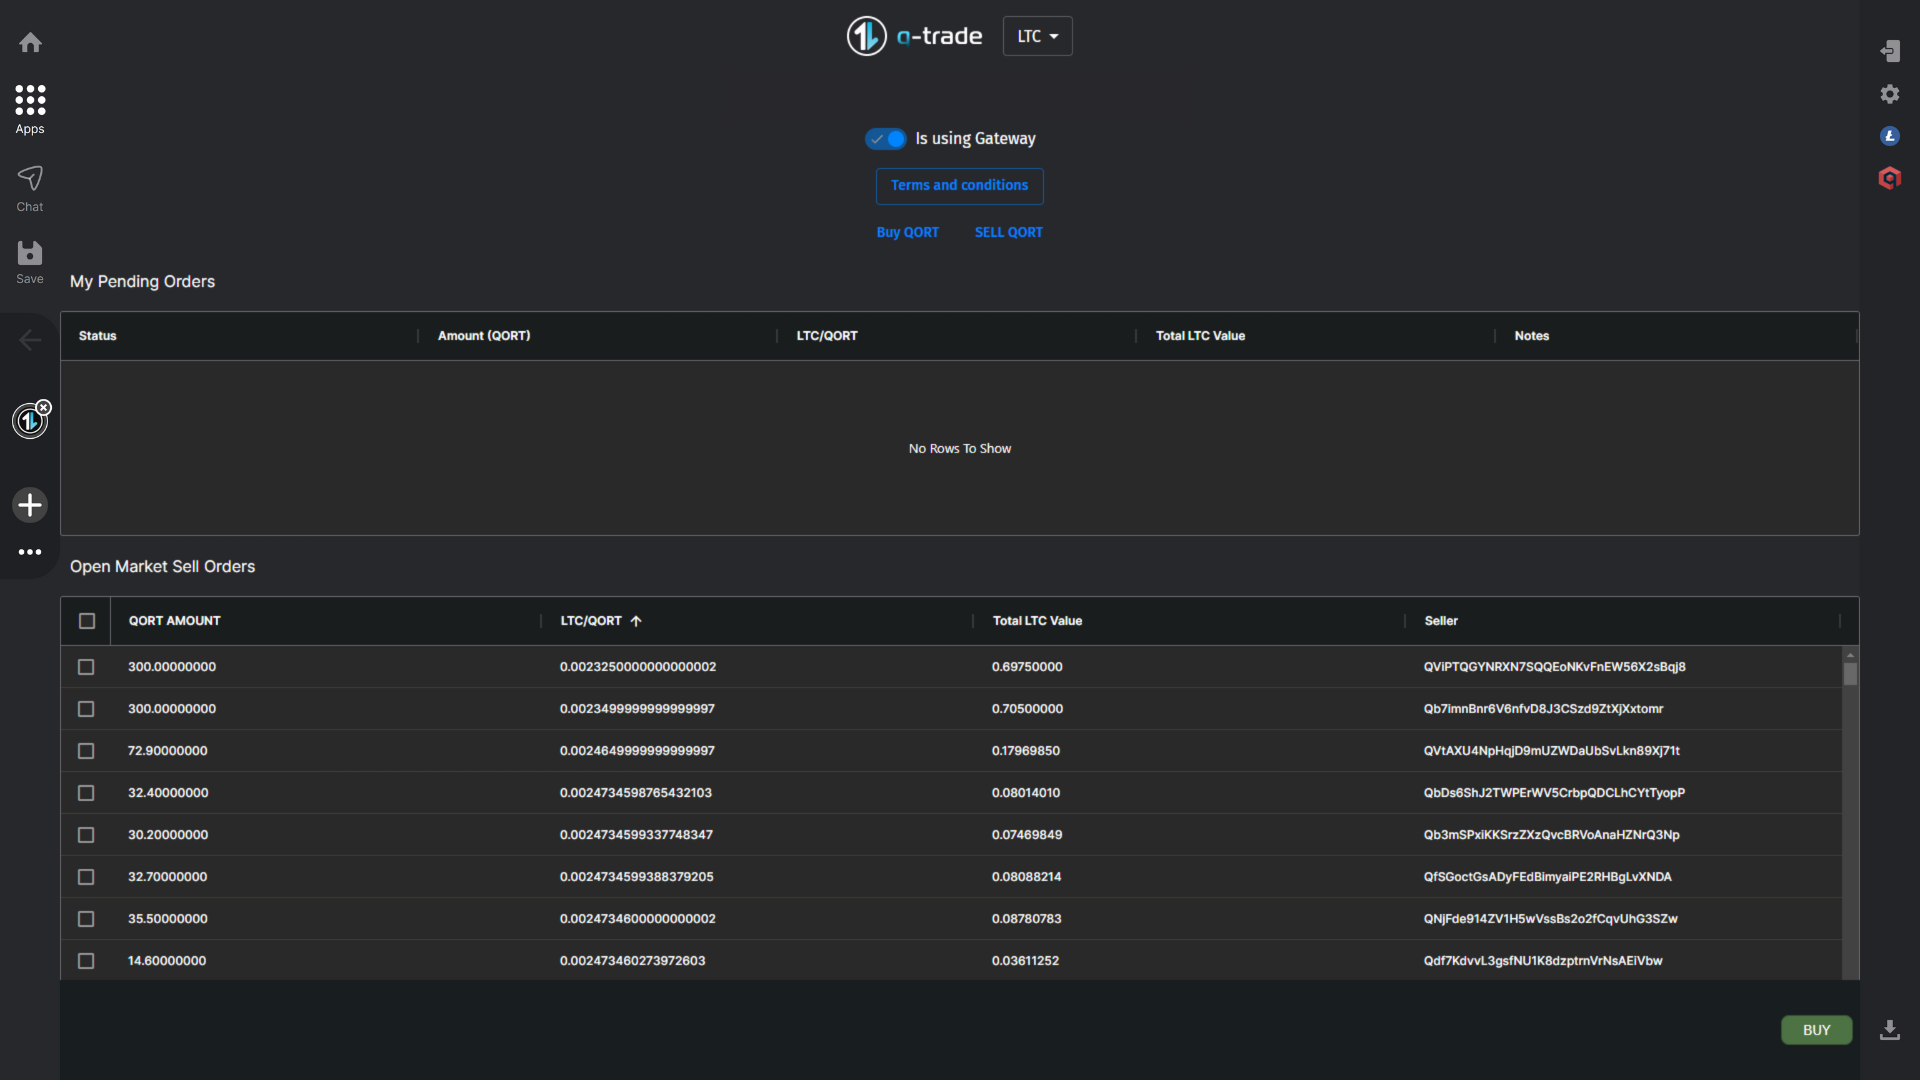 q-trade LTC
Apps
Is using Gateway
Terms and conditions
Chat
Buy QORT SELL QORT
Save
My Pending Orders
Status Amount (QORT) LTC/QORT Total LTC Value Notes
No Rows To Show
Open Market Sell Orders
QORT AMOUNT LTC/QORT Total LTC Value Seller
300.00000000 0.0023250000000000002 0.69750000 QViPTQGYNRXN7SQQEoNKvFnEW56X2sBqj8
300.00000000 0.0023499999999999997 0.70500000 Qb7imnBnr6V6nfvD8J3CSzd9ZtXjXxtomr
72.90000000 0.0024649999999999997 0.17969850 QVtAXU4NpHqjD9mUZWDaUbSvLkn89Xj71t
32.40000000 0.0024734598765432103 0.08014010 QbDs6ShJ2TWPErWV5CrbpQDCLhCYtTyopP
30.20000000 0.0024734599337748347 0.07469849 Qb3mSPxiKKSrzZXzQvcBRVoAnaHZNrQ3Np
32.70000000 0.0024734599388379205 0.08088214 QfSGoctGsADyFEdBimyaiPE2RHBgLvXNDA
35.50000000 0.0024734600000000002 0.08780783 QNjFde914ZV1H5wVssBs2o2fCqvUhG3SZw
14.60000000 0.002473460273972603 0.03611252 Qdf7KdvvL3gsfNU1K8dzptrnVrNsAEiVbw
BUY